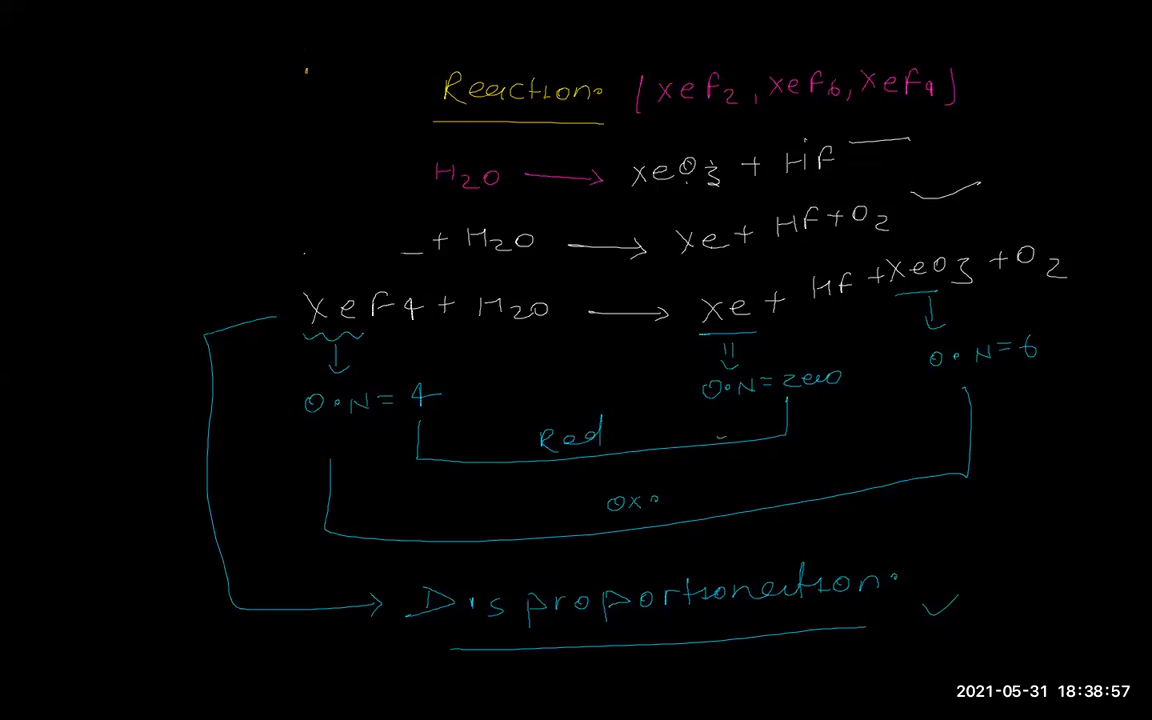 Reaction. (XeF2, XeF6, XeF4)
H2O → XeO3 + HF
_ + H2O → Xe + HF + O2
XeF4 + H2O → Xe + HF + XeO3 + O2
O.N = 4 O.N = zero O.N = 6
Red
ox.
Disproportionation.
2021-05-31 18:38:57